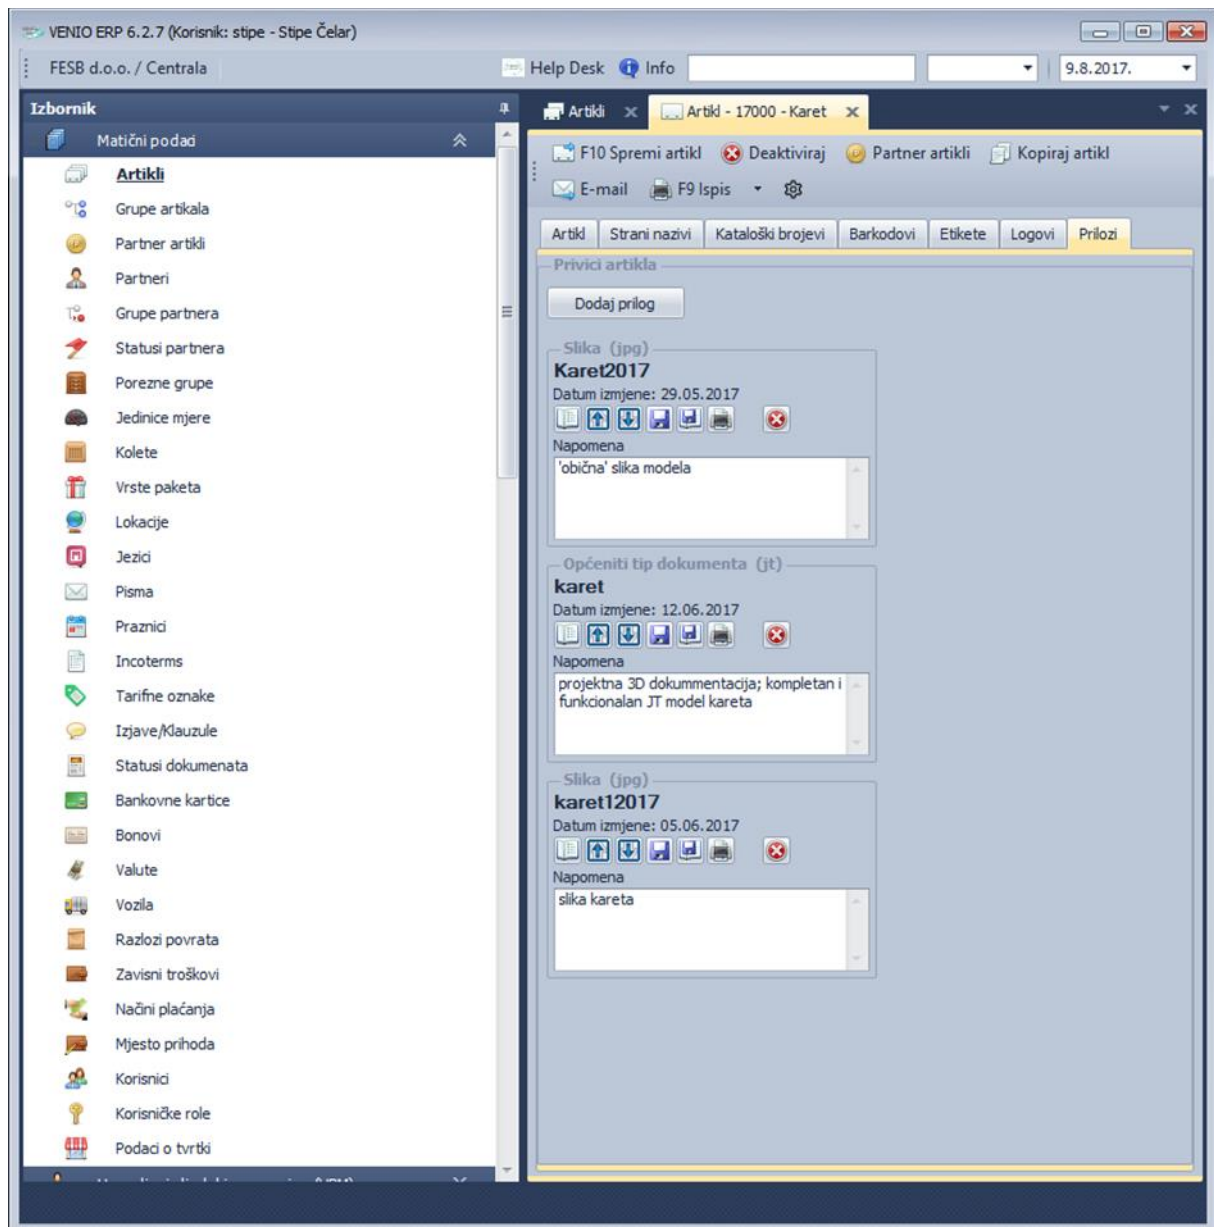 VENIO ERP 6.2.7 (Korisnik: stipe - Stipe Čelar)
FESB d.o.o. / Centrala
Help Desk
Info
9.8.2017.
Izbornik
Matični podaci
Artikli
Grupe artikala
Partner artikli
Partneri
Grupe partnera
Statusi partnera
Porezne grupe
Jedinice mjere
Kolete
Vrste paketa
Lokacije
Jezici
Pisma
Praznici
Incoterms
Tarifne oznake
Izjave/Klauzule
Statusi dokumenata
Bankovne kartice
Bonovi
Valute
Vozila
Razlozi povrata
Zavisni troškovi
Načini plaćanja
Mjesto prihoda
Korisnici
Korisničke role
Podaci o tvrtki
Artikli
Artikl - 17000 - Karet
F10 Spremi artikl
Deaktiviraj
Partner artikli
Kopiraj artikl
E-mail
F9 Ispis
Artikl
Strani nazivi
Kataloški brojevi
Barkodovi
Etikete
Logovi
Prilozi
Privici artikla
Dodaj prilog
Slika (jpg)
Karet2017
Datum izmjene: 29.05.2017
Napomena
'obična' slika modela
Općeniti tip dokumenta (jt)
karet
Datum izmjene: 12.06.2017
Napomena
projektna 3D dokummentacija; kompletan i
funkcionalan JT model kareta
Slika (jpg)
karet12017
Datum izmjene: 05.06.2017
Napomena
slika kareta